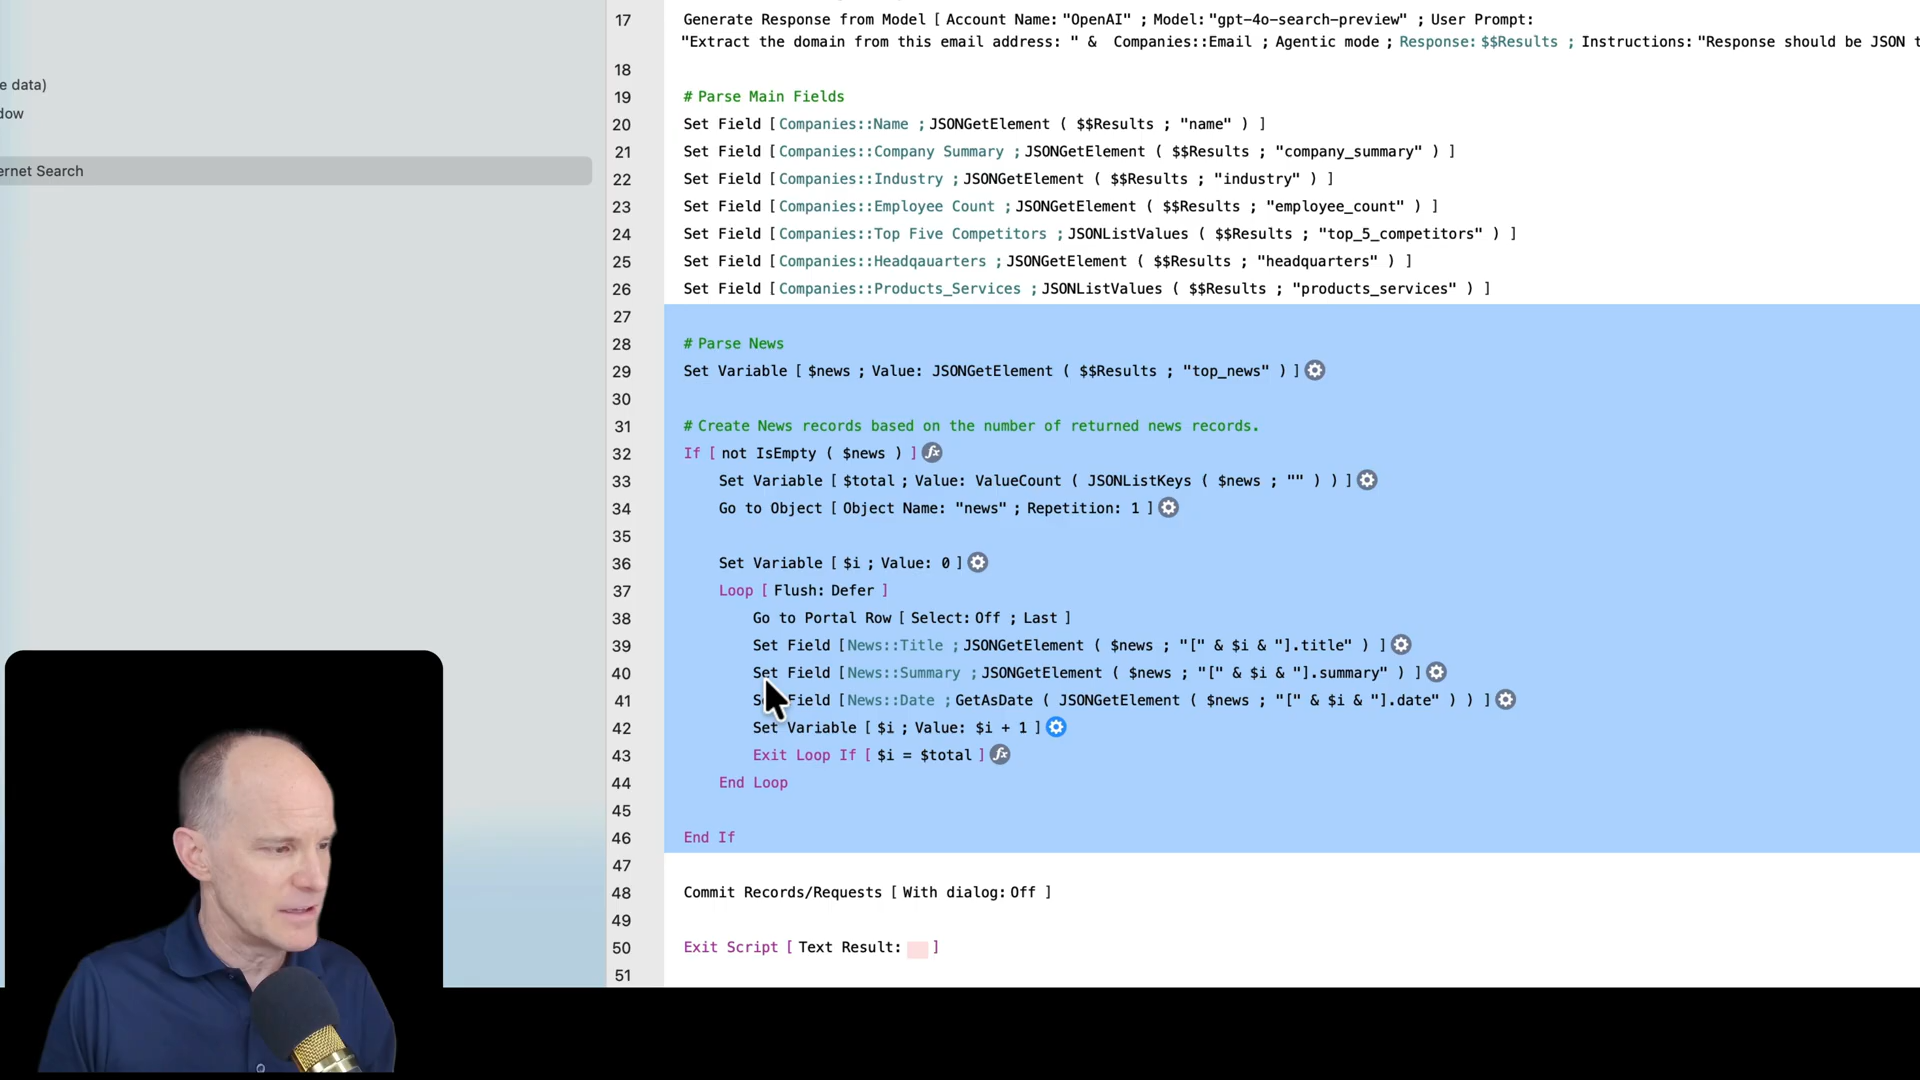 17 Generate Response from Model [ Account Name: "OpenAI" ; Model: "gpt-4o-search-preview" ; User Prompt:
"Extract the domain from this email address: " & Companies::Email ; Agentic mode ; Response: $$Results ; Instructions: "Response should be JSON t
18
e data)
19 # Parse Main Fields
dow
20 Set Field [ Companies::Name ; JSONGetElement ( $$Results ; "name" ) ]
21 Set Field [ Companies::Company Summary ; JSONGetElement ( $$Results ; "company_summary" ) ]
ernet Search
22 Set Field [ Companies::Industry ; JSONGetElement ( $$Results ; "industry" ) ]
23 Set Field [ Companies::Employee Count ; JSONGetElement ( $$Results ; "employee_count" ) ]
24 Set Field [ Companies::Top Five Competitors ; JSONListValues ( $$Results ; "top_5_competitors" ) ]
25 Set Field [ Companies::Headqauarters ; JSONGetElement ( $$Results ; "headquarters" ) ]
26 Set Field [ Companies::Products_Services ; JSONListValues ( $$Results ; "products_services" ) ]
27
28 # Parse News
29 Set Variable [ $news ; Value: JSONGetElement ( $$Results ; "top_news" ) ]
30
31 # Create News records based on the number of returned news records.
32 If [ not IsEmpty ( $news ) ] fx
33 Set Variable [ $total ; Value: ValueCount ( JSONListKeys ( $news ; "" ) ) ]
34 Go to Object [ Object Name: "news" ; Repetition: 1 ]
35
36 Set Variable [ $i ; Value: 0 ]
37 Loop [ Flush: Defer ]
38 Go to Portal Row [ Select: Off ; Last ]
39 Set Field [ News::Title ; JSONGetElement ( $news ; "[" & $i & "].title" ) ]
40 Set Field [ News::Summary ; JSONGetElement ( $news ; "[" & $i & "].summary" ) ]
41 Set Field [ News::Date ; GetAsDate ( JSONGetElement ( $news ; "[" & $i & "].date" ) ) ]
42 Set Variable [ $i ; Value: $i + 1 ]
43 Exit Loop If [ $i = $total ] fx
44 End Loop
45
46 End If
47
48 Commit Records/Requests [ With dialog: Off ]
49
50 Exit Script [ Text Result: ]
51